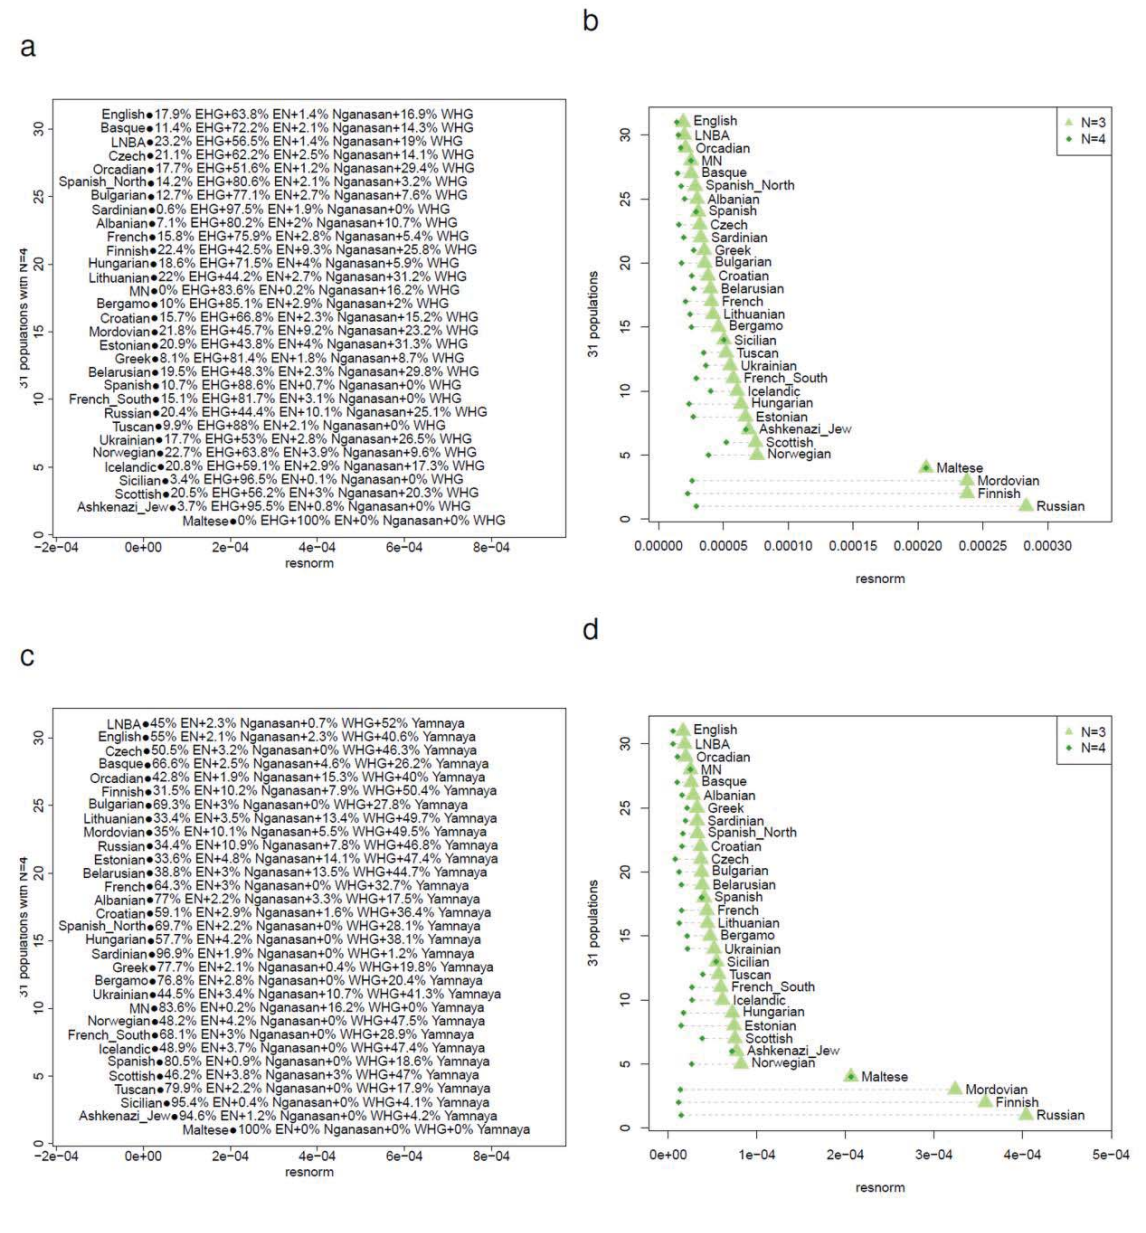 a
English 17.9% EHG+63.8% EN+1.4% Nganasan+16.9% WHG
Basque 11.4% EHG+72.2% EN+2.1% Nganasan+14.3% WHG
LNBA 23.2% EHG+56.5% EN+1.4% Nganasan+19% WHG
Czech 21.1% EHG+62.2% EN+2.5% Nganasan+14.1% WHG
Orcadian 17.7% EHG+51.6% EN+1.2% Nganasan+29.4% WHG
Spanish_North 14.2% EHG+80.6% EN+2.1% Nganasan+3.2% WHG
Bulgarian 12.7% EHG+77.1% EN+2.7% Nganasan+7.6% WHG
Sardinian 0.6% EHG+97.5% EN+1.9% Nganasan+0% WHG
Albanian 7.1% EHG+80.2% EN+2% Nganasan+10.7% WHG
French 15.8% EHG+75.9% EN+2.8% Nganasan+5.4% WHG
Finnish 22.4% EHG+42.5% EN+9.3% Nganasan+25.8% WHG
Hungarian 18.6% EHG+71.5% EN+4% Nganasan+5.9% WHG
Lithuanian 22% EHG+44.2% EN+2.7% Nganasan+31.2% WHG
MN 0% EHG+83.6% EN+0.2% Nganasan+16.2% WHG
Bergamo 10% EHG+85.1% EN+2.9% Nganasan+2% WHG
Croatian 15.7% EHG+66.8% EN+2.3% Nganasan+15.2% WHG
Mordovian 21.8% EHG+45.7% EN+9.2% Nganasan+23.2% WHG
Estonian 20.9% EHG+43.8% EN+4% Nganasan+31.3% WHG
Greek 8.1% EHG+81.4% EN+1.8% Nganasan+8.7% WHG
Belarusian 19.5% EHG+48.3% EN+2.3% Nganasan+29.8% WHG
Spanish 10.7% EHG+88.6% EN+0.7% Nganasan+0% WHG
French_South 15.1% EHG+81.7% EN+3.1% Nganasan+0% WHG
Russian 20.4% EHG+44.4% EN+10.1% Nganasan+25.1% WHG
Tuscan 9.9% EHG+88% EN+2.1% Nganasan+0% WHG
Ukrainian 17.7% EHG+53% EN+2.8% Nganasan+26.5% WHG
Norwegian 22.7% EHG+63.8% EN+3.9% Nganasan+9.6% WHG
Icelandic 20.8% EHG+59.1% EN+2.9% Nganasan+17.3% WHG
Sicilian 3.4% EHG+96.5% EN+0.1% Nganasan+0% WHG
Scottish 20.5% EHG+56.2% EN+3% Nganasan+20.3% WHG
Ashkenazi_Jew 3.7% EHG+95.5% EN+0.8% Nganasan+0% WHG
Maltese 0% EHG+100% EN+0% Nganasan+0% WHG
31 populations with N=4
30
25
20
15
10
5
0
−2e−04 0e+00 2e−04 4e−04 6e−04 8e−04
resnorm
b
N=3
N=4
English
LNBA
Orcadian
MN
Basque
Spanish_North
Albanian
Spanish
Czech
Sardinian
Greek
Bulgarian
Croatian
Belarusian
French
Lithuanian
Bergamo
Sicilian
Tuscan
Ukrainian
French_South
Icelandic
Hungarian
Estonian
Ashkenazi_Jew
Scottish
Norwegian
Maltese
Mordovian
Finnish
Russian
31 populations
30
25
20
15
10
5
0
0.00000 0.00005 0.00010 0.00015 0.00020 0.00025 0.00030
resnorm
c
LNBA 45% EN+2.3% Nganasan+0.7% WHG+52% Yamnaya
English 55% EN+2.1% Nganasan+2.3% WHG+40.6% Yamnaya
Czech 50.5% EN+3.2% Nganasan+0% WHG+46.3% Yamnaya
Basque 66.6% EN+2.5% Nganasan+4.6% WHG+26.2% Yamnaya
Orcadian 42.8% EN+1.9% Nganasan+15.3% WHG+40% Yamnaya
Finnish 31.5% EN+10.2% Nganasan+7.9% WHG+50.4% Yamnaya
Bulgarian 69.3% EN+3% Nganasan+0% WHG+27.8% Yamnaya
Lithuanian 33.4% EN+3.5% Nganasan+13.4% WHG+49.7% Yamnaya
Mordovian 35% EN+10.1% Nganasan+5.5% WHG+49.5% Yamnaya
Russian 34.4% EN+10.9% Nganasan+7.8% WHG+46.8% Yamnaya
Estonian 33.6% EN+4.8% Nganasan+14.1% WHG+47.4% Yamnaya
Belarusian 38.8% EN+3% Nganasan+13.5% WHG+44.7% Yamnaya
French 64.3% EN+3% Nganasan+0% WHG+32.7% Yamnaya
Albanian 77% EN+2.2% Nganasan+3.3% WHG+17.5% Yamnaya
Croatian 59.1% EN+2.9% Nganasan+1.6% WHG+36.4% Yamnaya
Spanish_North 69.7% EN+2.2% Nganasan+0% WHG+28.1% Yamnaya
Hungarian 57.7% EN+4.2% Nganasan+0% WHG+38.1% Yamnaya
Sardinian 96.9% EN+1.9% Nganasan+0% WHG+1.2% Yamnaya
Greek 77.7% EN+2.1% Nganasan+0.4% WHG+19.8% Yamnaya
Bergamo 76.8% EN+2.8% Nganasan+0% WHG+20.4% Yamnaya
Ukrainian 44.5% EN+3.4% Nganasan+10.7% WHG+41.3% Yamnaya
MN 83.6% EN+0.2% Nganasan+16.2% WHG+0% Yamnaya
Norwegian 48.2% EN+4.2% Nganasan+0% WHG+47.5% Yamnaya
French_South 68.1% EN+3% Nganasan+0% WHG+28.9% Yamnaya
Icelandic 48.9% EN+3.7% Nganasan+0% WHG+47.4% Yamnaya
Spanish 80.5% EN+0.9% Nganasan+0% WHG+18.6% Yamnaya
Scottish 46.2% EN+3.8% Nganasan+3% WHG+47% Yamnaya
Tuscan 79.9% EN+2.2% Nganasan+0% WHG+17.9% Yamnaya
Sicilian 95.4% EN+0.4% Nganasan+0% WHG+4.1% Yamnaya
Ashkenazi_Jew 94.6% EN+1.2% Nganasan+0% WHG+4.2% Yamnaya
Maltese 100% EN+0% Nganasan+0% WHG+0% Yamnaya
31 populations with N=4
30
25
20
15
10
5
0
−2e−04 0e+00 2e−04 4e−04 6e−04 8e−04
resnorm
d
N=3
N=4
English
LNBA
Orcadian
MN
Basque
Albanian
Greek
Sardinian
Spanish_North
Croatian
Czech
Bulgarian
Belarusian
Spanish
French
Lithuanian
Bergamo
Ukrainian
Sicilian
Tuscan
French_South
Icelandic
Hungarian
Estonian
Scottish
Ashkenazi_Jew
Norwegian
Maltese
Mordovian
Finnish
Russian
31 populations
30
25
20
15
10
5
0
0e+00 1e−04 2e−04 3e−04 4e−04 5e−04
resnorm